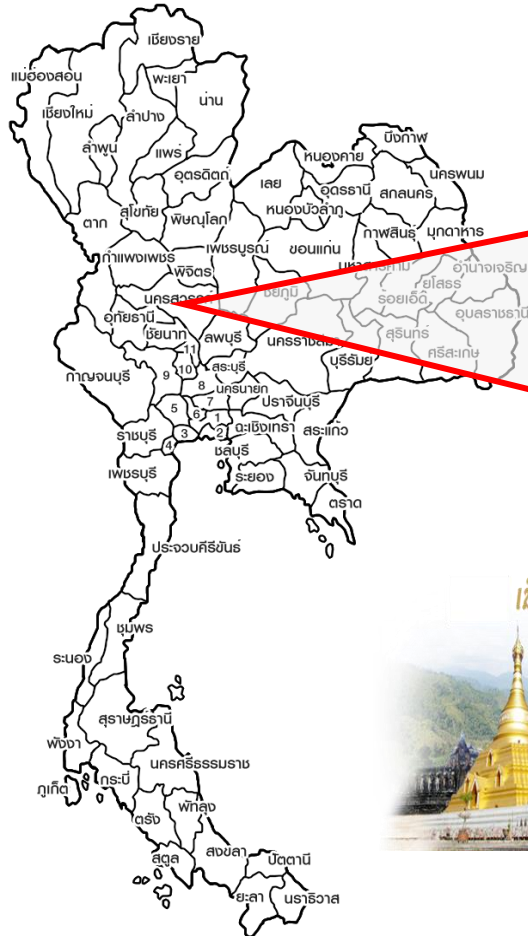 เชียงราย
แม่ฮ่องสอน
พะเยา
น่าน
เชียงใหม่
ลำปาง
ลำพูน
แพร่
อุตรดิตถ์
บึงกาฬ
หนองคาย
เลย
อุดรธานี
นครพนม
สกลนคร
หนองบัวลำภู
ตาก
สุโขทัย
พิษณุโลก
กาฬสินธุ์
มุกดาหาร
เพชรบูรณ์
ขอนแก่น
กำแพงเพชร
พิจิตร
มหาสารคาม
อำนาจเจริญ
ยโสธร
ชัยภูมิ
ร้อยเอ็ด
อุบลราชธานี
นครสวรรค์
อุทัยธานี
ชัยนาท
ลพบุรี
นครราชสีมา
สุรินทร์
ศรีสะเกษ
บุรีรัมย์
11
สระบุรี
กาญจนบุรี
9
10
8
นครนายก
7
ปราจีนบุรี
5
6
1
ฉะเชิงเทรา
สระแก้ว
ราชบุรี
3
2
4
ชลบุรี
เพชรบุรี
ระยอง
จันทบุรี
ตราด
ประจวบคีรีขันธ์
ชุมพร
ระนอง
สุราษฎร์ธานี
พังงา
นครศรีธรรมราช
ภูเก็ต
กระบี่
ตรัง
พัทลุง
สตูล
สงขลา
ปัตตานี
ยะลา
นราธิวาส